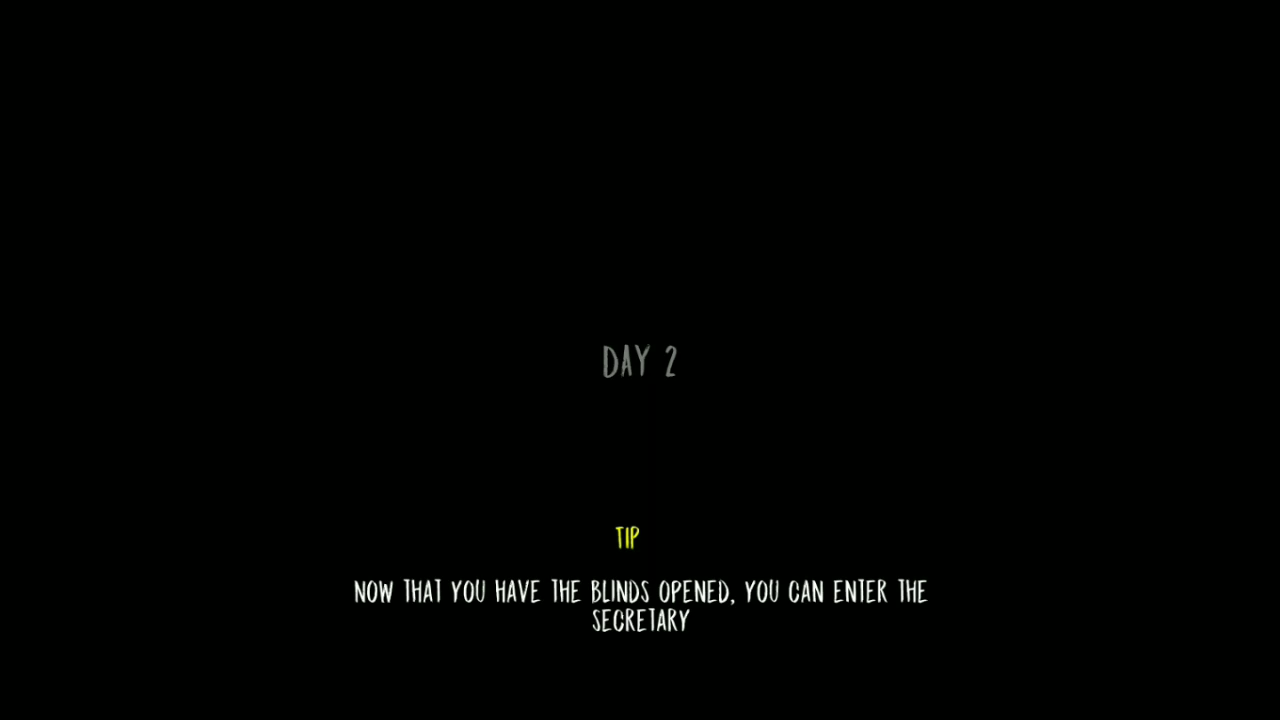 DAY 2
TIP
NOW THAT YOU HAVE THE BLINDS OPENED, YOU CAN ENTER THE
SECRETARY